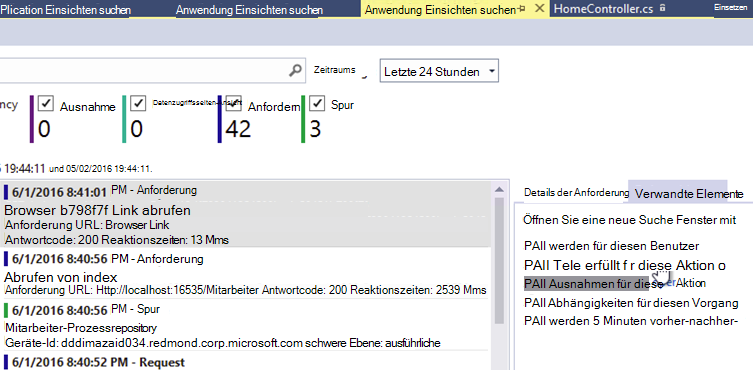 Plication Einsichten suchen Anwendung Einsichten suchen Anwendung Einsichten suchen HomeController.cs Einsetzen
Zeitraums Letzte 24 Stunden
ncy Ausnahme Datenzugriffsseiten-Ansicht Anfordern Spur
0 0 42 3
19:44:11 und 05/02/2016 19:44:11.
6/1/2016 8:41:01 PM - Anforderung
Browser b798f7f Link abrufen
Anforderung URL: Browser Link
Antwortcode: 200 Reaktionszeiten: 13 Mms
6/1/2016 8:40:56 PM - Anforderung
Abrufen von index
Anforderung URL: Http://localhost:16535/Mitarbeiter Antwortcode: 200 Reaktionszeiten: 2539 Mms
6/1/2016 8:40:56 PM - Spur
Mitarbeiter-Prozessrepository
Geräte-Id: dddimazaid034.redmond.corp.microsoft.com schwere Ebene: ausführliche
6/1/2016 8:40:52 PM - Request
Details der Anforderung Verwandte Elemente
Öffnen Sie eine neue Suche Fenster mit
PAll werden für diesen Benutzer
PAll Tele erfüllt f r diese Aktion o
PAll Ausnahmen für diese Aktion
PAll Abhängigkeiten für diesen Vorgang
PAll werden 5 Minuten vorher-nachher-